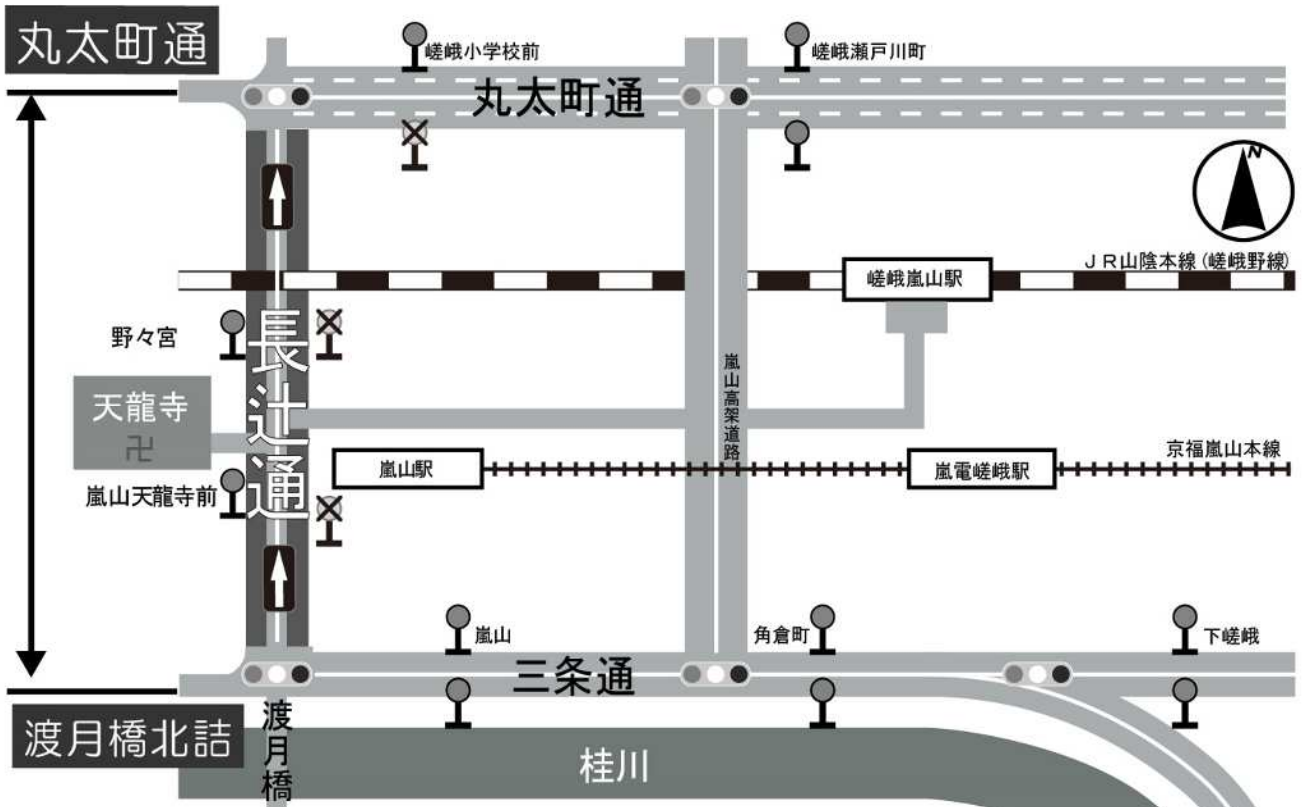 丸太町通
嵯峨小学校前
嵯峨瀬戸川町
丸太町通
N
JR山陰本線(嵯峨野線)
嵯峨嵐山駅
野々宮
長辻通
天龍寺
卍
嵐山高架道路
京福嵐山本線
嵐山駅
嵐電嵯峨駅
嵐山天龍寺前
嵐山
角倉町
下嵯峨
三条通
渡月橋北詰
渡月橋
桂川